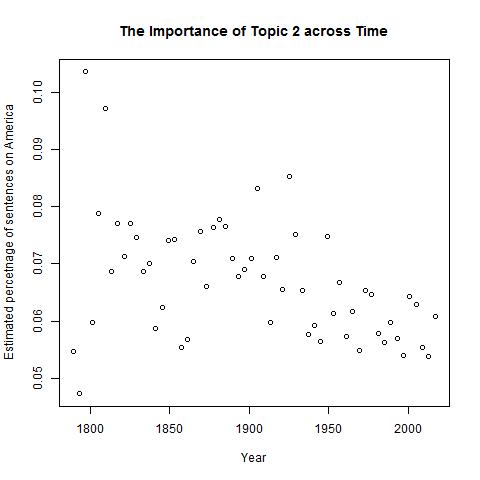 The Importance of Topic 2 across Time
Estimated percetnage of sentences on America
0.10
0.09
0.08
0.07
0.06
0.05
1800 1850 1900 1950 2000
Year